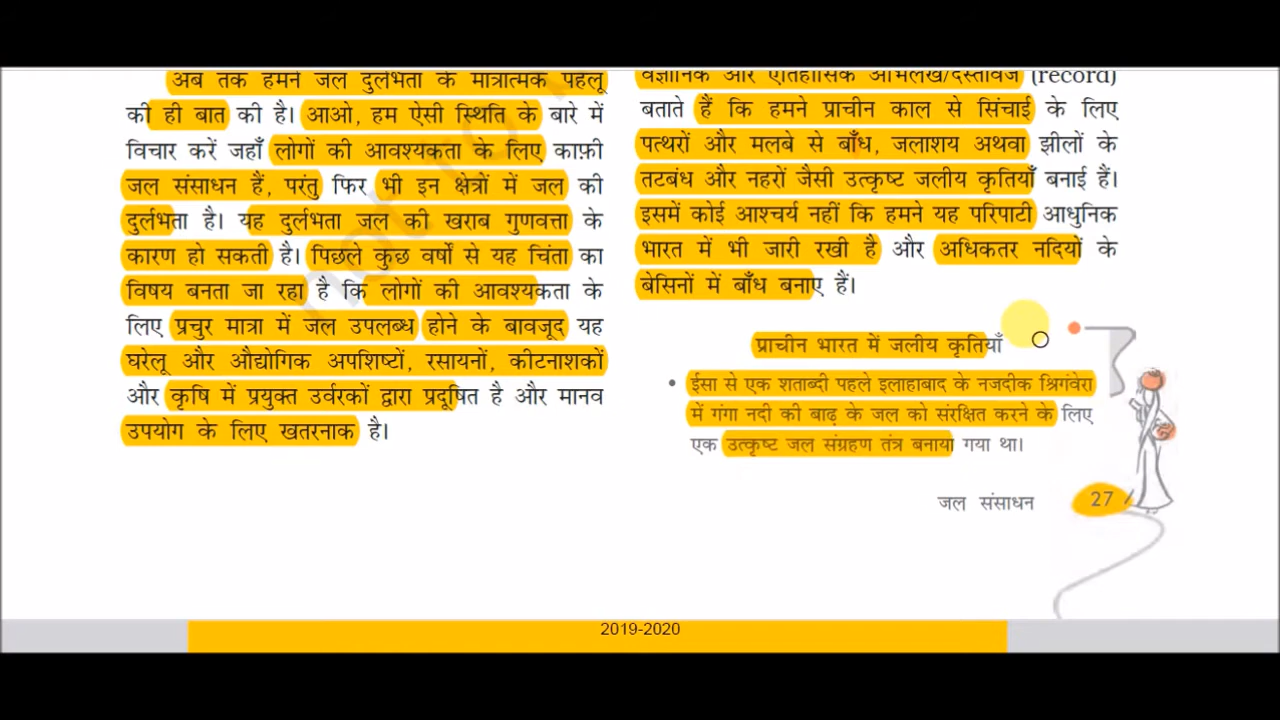 अब तक हमने जल दुर्लभता के मात्रात्मक पहलू
की ही बात की है। आओ, हम ऐसी स्थिति के बारे में
विचार करें जहाँ लोगों की आवश्यकता के लिए काफ़ी
जल संसाधन हैं, परंतु फिर भी इन क्षेत्रों में जल की
दुर्लभता है। यह दुर्लभता जल की खराब गुणवत्ता के
कारण हो सकती है। पिछले कुछ वर्षों से यह चिंता का
विषय बनता जा रहा है कि लोगों की आवश्यकता के
लिए प्रचुर मात्रा में जल उपलब्ध होने के बावजूद यह
घरेलू और औद्योगिक अपशिष्टों, रसायनों, कीटनाशकों
और कृषि में प्रयुक्त उर्वरकों द्वारा प्रदूषित है और मानव
उपयोग के लिए खतरनाक है।
वैज्ञानिक और ऐतिहासिक अभिलेख/दस्तावेज (record)
बताते हैं कि हमने प्राचीन काल से सिंचाई के लिए
पत्थरों और मलबे से बाँध, जलाशय अथवा झीलों के
तटबंध और नहरों जैसी उत्कृष्ट जलीय कृतियाँ बनाई हैं।
इसमें कोई आश्चर्य नहीं कि हमने यह परिपाटी आधुनिक
भारत में भी जारी रखी है और अधिकतर नदियों के
बेसिनों में बाँध बनाए हैं।
प्राचीन भारत में जलीय कृतियाँ
• ईसा से एक शताब्दी पहले इलाहाबाद के नजदीक श्रिगंवेरा
में गंगा नदी की बाढ़ के जल को संरक्षित करने के लिए
एक उत्कृष्ट जल संग्रहण तंत्र बनाया गया था।
जल संसाधन 27
2019-2020